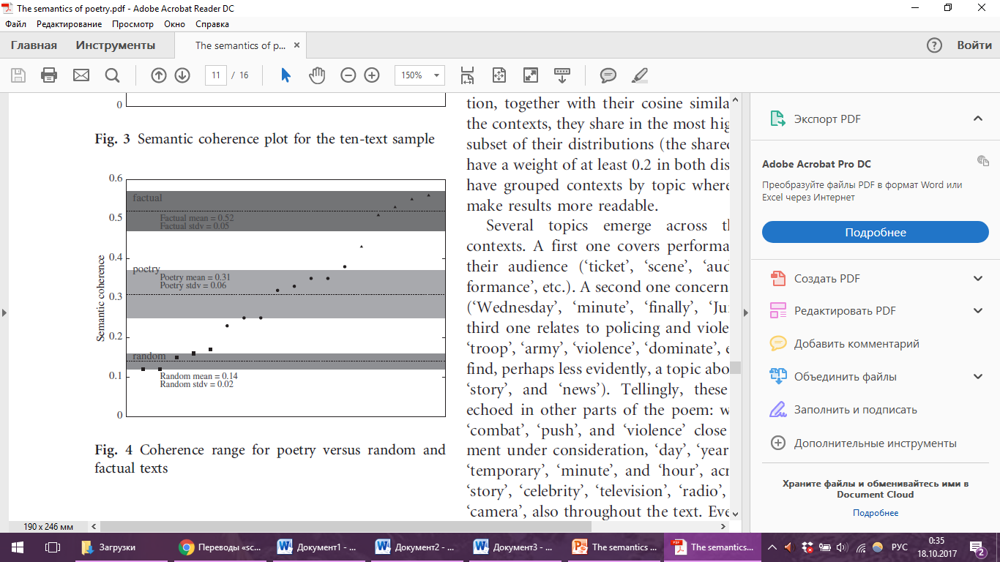 The semantics of poetry.pdf - Adobe Acrobat Reader DC
Файл Редактирование Просмотр Окно Справка
Главная Инструменты The semantics of p... × Войти
11 / 16 150%
0
Fig. 3 Semantic coherence plot for the ten-text sample
0.6
0.5
0.4
0.3
0.2
0.1
0
Semantic coherence
factual
Factual mean = 0.52
Factual stdv = 0.05
poetry
Poetry mean = 0.31
Poetry stdv = 0.06
random
Random mean = 0.14
Random stdv = 0.02
Fig. 4 Coherence range for poetry versus random and
factual texts
tion, together with their cosine simila
the contexts, they share in the most hig
subset of their distributions (the shared
have a weight of at least 0.2 in both dis
have grouped contexts by topic where
make results more readable.
Several topics emerge across th
contexts. A first one covers performa
their audience (‘ticket’, ‘scene’, ‘aud
formance’, etc.). A second one concern
(‘Wednesday’, ‘minute’, ‘finally’, ‘Jun
third one relates to policing and viole
‘troop’, ‘army’, ‘violence’, ‘dominate’, e
find, perhaps less evidently, a topic abo
‘story’, and ‘news’). Tellingly, these
echoed in other parts of the poem: w
‘combat’, ‘push’, and ‘violence’ close
ment under consideration, ‘day’, ‘year
‘temporary’, ‘minute’, and ‘hour’, acr
‘story’, ‘celebrity’, ‘television’, ‘radio’,
‘camera’, also throughout the text. Eve
190 x 246 мм
Экспорт PDF
Adobe Acrobat Pro DC
Преобразуйте файлы PDF в формат Word или
Excel через Интернет
Подробнее
Создать PDF
Редактировать PDF
Добавить комментарий
Объединить файлы
Заполнить и подписать
Дополнительные инструменты
Храните файлы и обменивайтесь ими в
Document Cloud
Подробнее
Загрузки
Переводы «sc...
Документ1 - ...
Документ2 - ...
Документ3 - ...
The semantics ...
The semantics...
РУС
0:35
18.10.2017
2